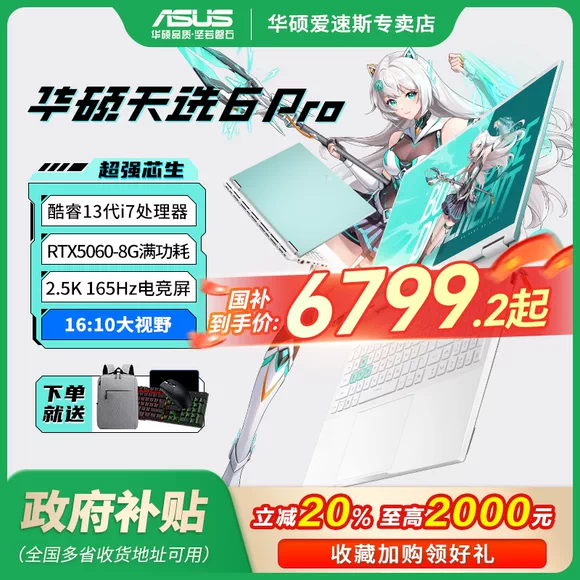 ASUS
华硕品质·坚若磐石
华硕爱速斯专卖店
华硕天选6 Pro
超强芯生
酷睿13代i7处理器
RTX5060-8G满功耗
2.5K 165Hz电竞屏
16:10大视野
国补
到手价:
6799.2起
下单
就送
政府补贴
(全国多省收货地址可用)
立减20% 至高2000元
收藏加购领好礼